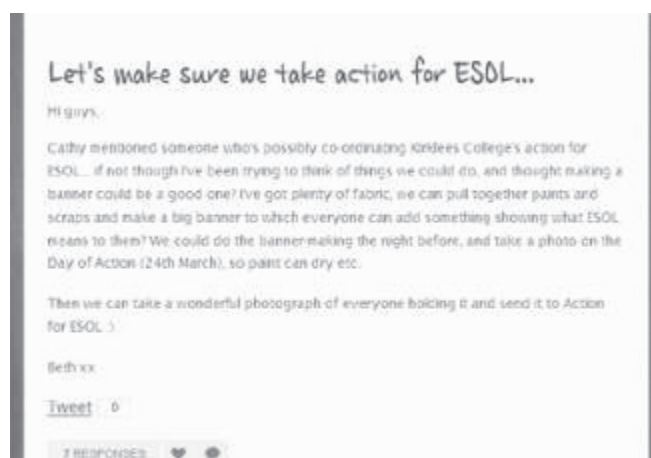 Let's make sure we take action for ESOL...
Hi guys,
Cathy mentioned someone who's possibly co-ordinating Kirklees College's action for
ESOL... if not though I've been trying to think of things we could do, and thought making a
banner could be a good one? I've got plenty of fabric, we can pull together paints and
scraps and make a big banner to which everyone can add something showing what ESOL
means to them? We could do the banner-making the night before, and take a photo on the
Day of Action (24th March), so paint can dry etc.
Then we can take a wonderful photograph of everyone holding it and send it to Action
for ESOL :)
Beth xx
Tweet 0
7 RESPONSES